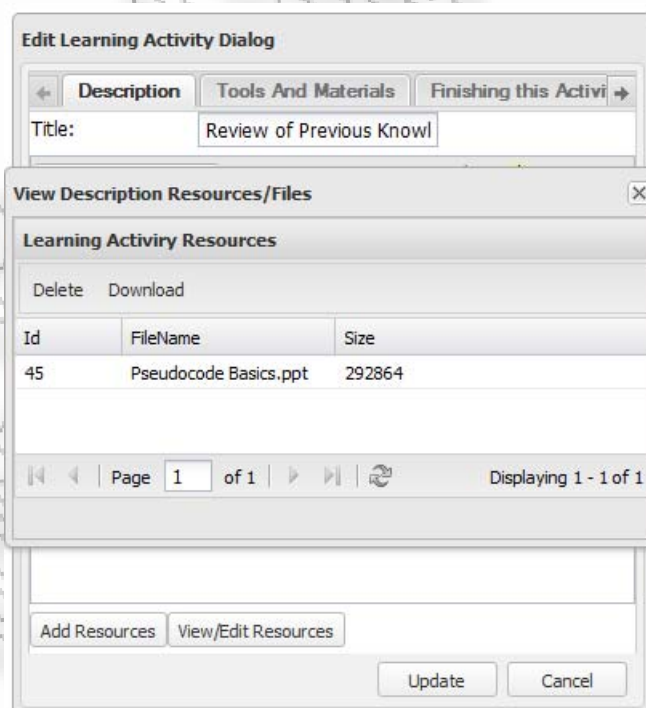 Edit Learning Activity Dialog
Description Tools And Materials Finishing this Activi
Title: Review of Previous Knowl
View Description Resources/Files
Learning Activiry Resources
Delete Download
Id FileName Size
45 Pseudocode Basics.ppt 292864
Page 1 of 1 Displaying 1 - 1 of 1
Add Resources View/Edit Resources
Update Cancel